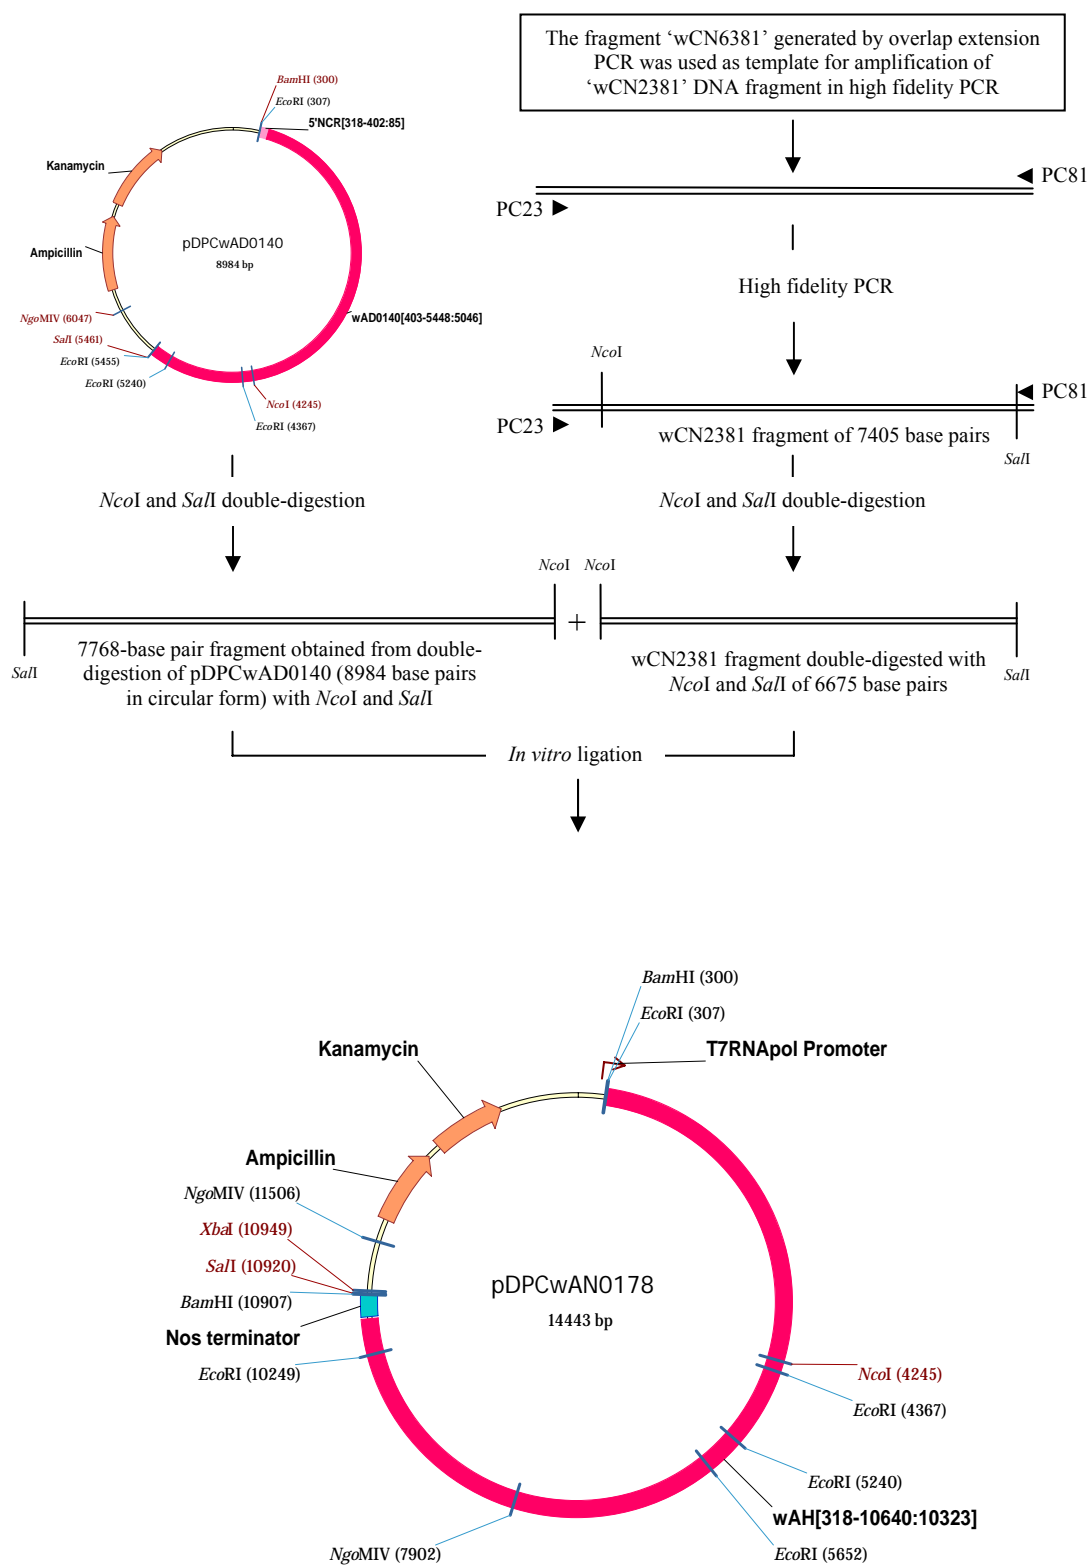 The fragment ‘wCN6381’ generated by overlap extension
PCR was used as template for amplification of
‘wCN2381’ DNA fragment in high fidelity PCR
BamHI (300)
EcoRI (307)
5'NCR[318-402:85]
Kanamycin
Ampicillin
pDPCwAD0140
8984 bp
NgoMIV (6047)
SalI (5461)
EcoRI (5455)
EcoRI (5240)
wAD0140[403-5448:5046]
NcoI (4245)
EcoRI (4367)
PC81
PC23
High fidelity PCR
NcoI
PC81
PC23
wCN2381 fragment of 7405 base pairs
SalI
NcoI and SalI double-digestion
NcoI and SalI double-digestion
NcoI
NcoI
+
SalI
7768-base pair fragment obtained from double-
digestion of pDPCwAD0140 (8984 base pairs
in circular form) with NcoI and SalI
wCN2381 fragment double-digested with
NcoI and SalI of 6675 base pairs
SalI
In vitro ligation
BamHI (300)
EcoRI (307)
T7RNApol Promoter
Kanamycin
Ampicillin
NgoMIV (11506)
XbaI (10949)
SalI (10920)
BamHI (10907)
Nos terminator
EcoRI (10249)
pDPCwAN0178
14443 bp
NcoI (4245)
EcoRI (4367)
EcoRI (5240)
wAH[318-10640:10323]
EcoRI (5652)
NgoMIV (7902)